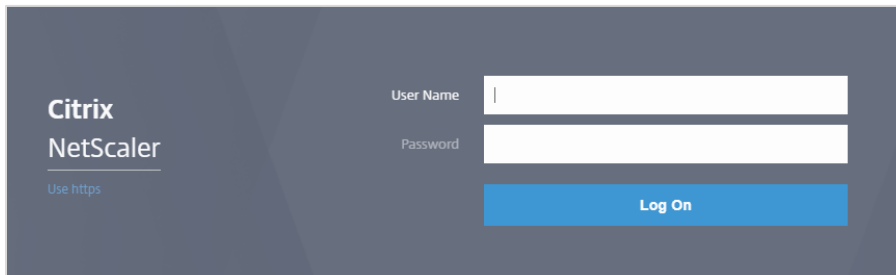 Citrix
NetScaler
Use https
User Name
Password
Log On